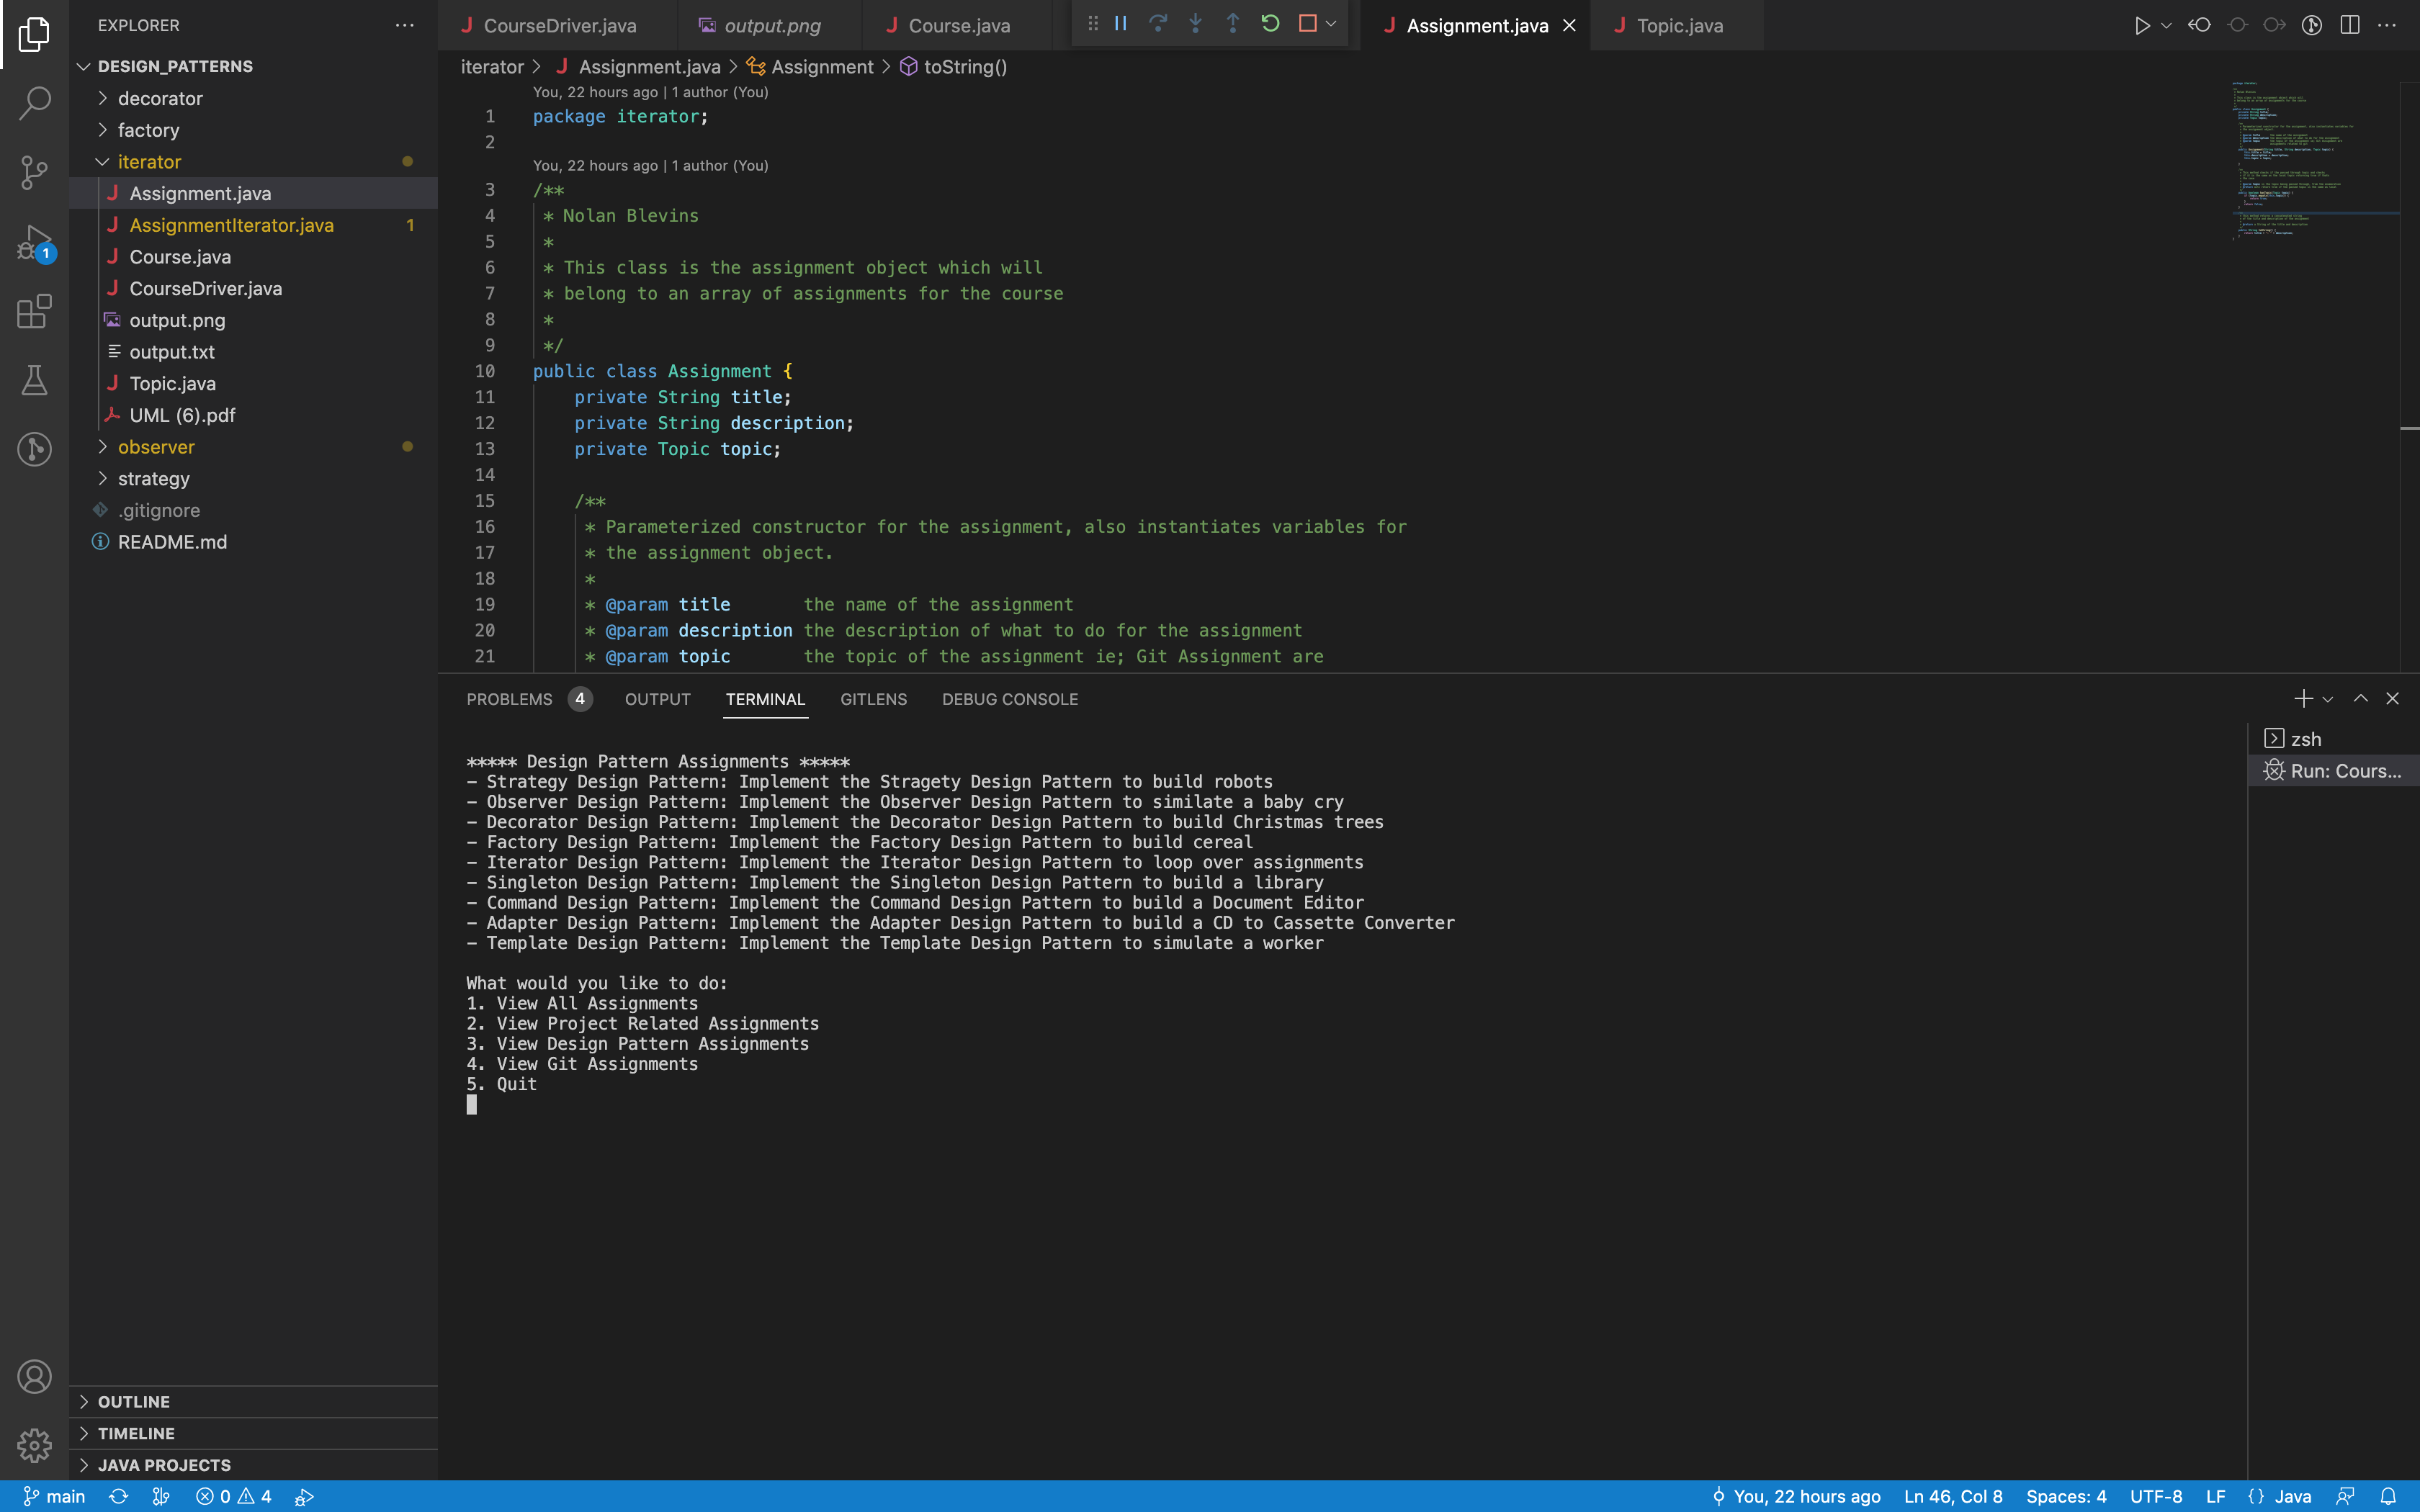 EXPLORER
DESIGN_PATTERNS
decorator
factory
iterator
Assignment.java
AssignmentIterator.java 1
Course.java
CourseDriver.java
output.png
output.txt
Topic.java
UML (6).pdf
observer
strategy
.gitignore
README.md
1
OUTLINE
TIMELINE
JAVA PROJECTS
CourseDriver.java
output.png
Course.java
Assignment.java
Topic.java
iterator > Assignment.java > Assignment > toString()
You, 22 hours ago | 1 author (You)
1 package iterator;
2
You, 22 hours ago | 1 author (You)
3 /**
4 * Nolan Blevins
5 *
6 * This class is the assignment object which will
7 * belong to an array of assignments for the course
8 *
9 */
10 public class Assignment {
11 private String title;
12 private String description;
13 private Topic topic;
14
15 /**
16 * Parameterized constructor for the assignment, also instantiates variables for
17 * the assignment object.
18 *
19 * @param title the name of the assignment
20 * @param description the description of what to do for the assignment
21 * @param topic the topic of the assignment ie; Git Assignment are
PROBLEMS 4 OUTPUT TERMINAL GITLENS DEBUG CONSOLE
zsh
Run: Cours...
***** Design Pattern Assignments *****
- Strategy Design Pattern: Implement the Stragety Design Pattern to build robots
- Observer Design Pattern: Implement the Observer Design Pattern to similate a baby cry
- Decorator Design Pattern: Implement the Decorator Design Pattern to build Christmas trees
- Factory Design Pattern: Implement the Factory Design Pattern to build cereal
- Iterator Design Pattern: Implement the Iterator Design Pattern to loop over assignments
- Singleton Design Pattern: Implement the Singleton Design Pattern to build a library
- Command Design Pattern: Implement the Command Design Pattern to build a Document Editor
- Adapter Design Pattern: Implement the Adapter Design Pattern to build a CD to Cassette Converter
- Template Design Pattern: Implement the Template Design Pattern to simulate a worker
What would you like to do:
1. View All Assignments
2. View Project Related Assignments
3. View Design Pattern Assignments
4. View Git Assignments
5. Quit
main 0 4 You, 22 hours ago Ln 46, Col 8 Spaces: 4 UTF-8 LF {} Java